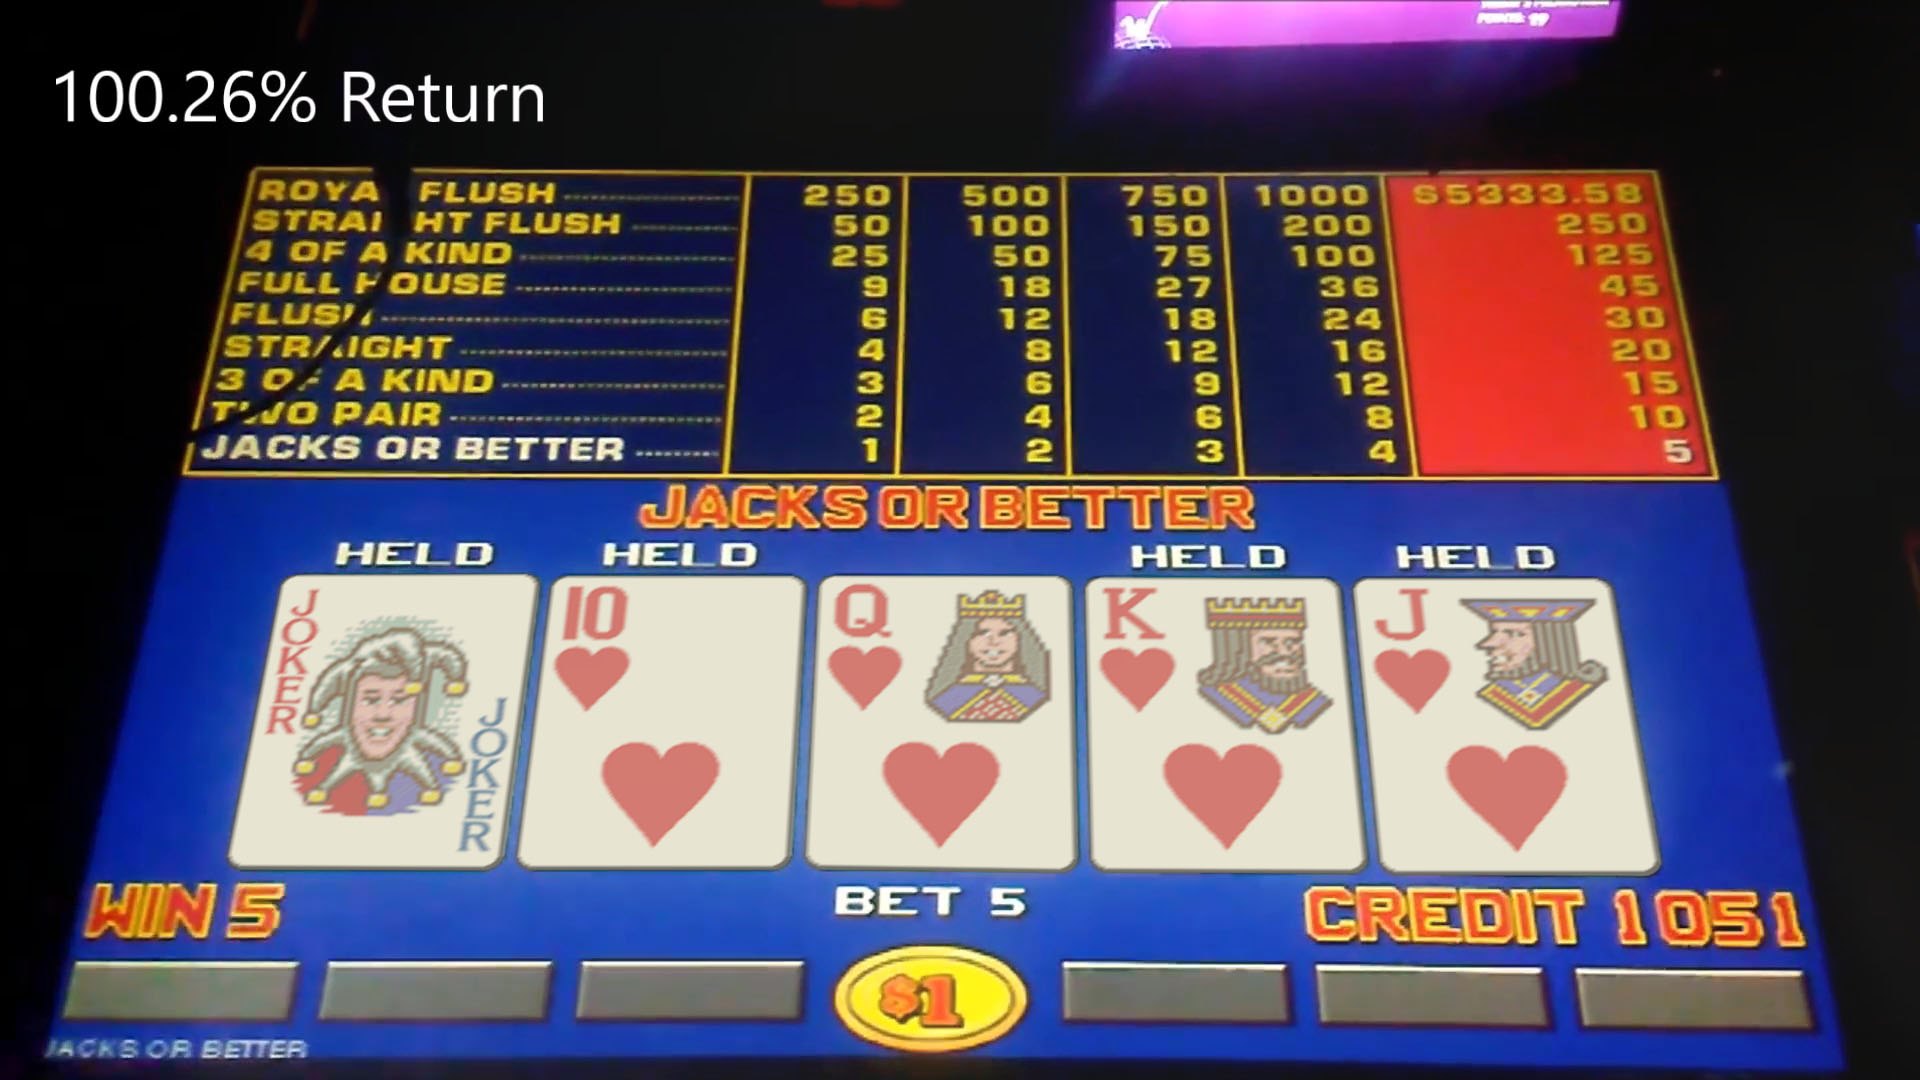 POINTS: 99
100.26% Return
ROYA FLUSH 250 500 750 1000 $5333.58
STRAIGHT FLUSH 50 100 150 200 250
4 OF A KIND 25 50 75 100 125
FULL HOUSE 9 18 27 36 45
FLUSH 6 12 18 24 30
STRAIGHT 4 8 12 16 20
3 OF A KIND 3 6 9 12 15
TWO PAIR 2 4 6 8 10
JACKS OR BETTER 1 2 3 4 5
JACKS OR BETTER
HELD HELD HELD HELD
JOKER JOKER 10 Q K J
WIN 5 BET 5 CREDIT 1051
$1
JACKS OR BETTER